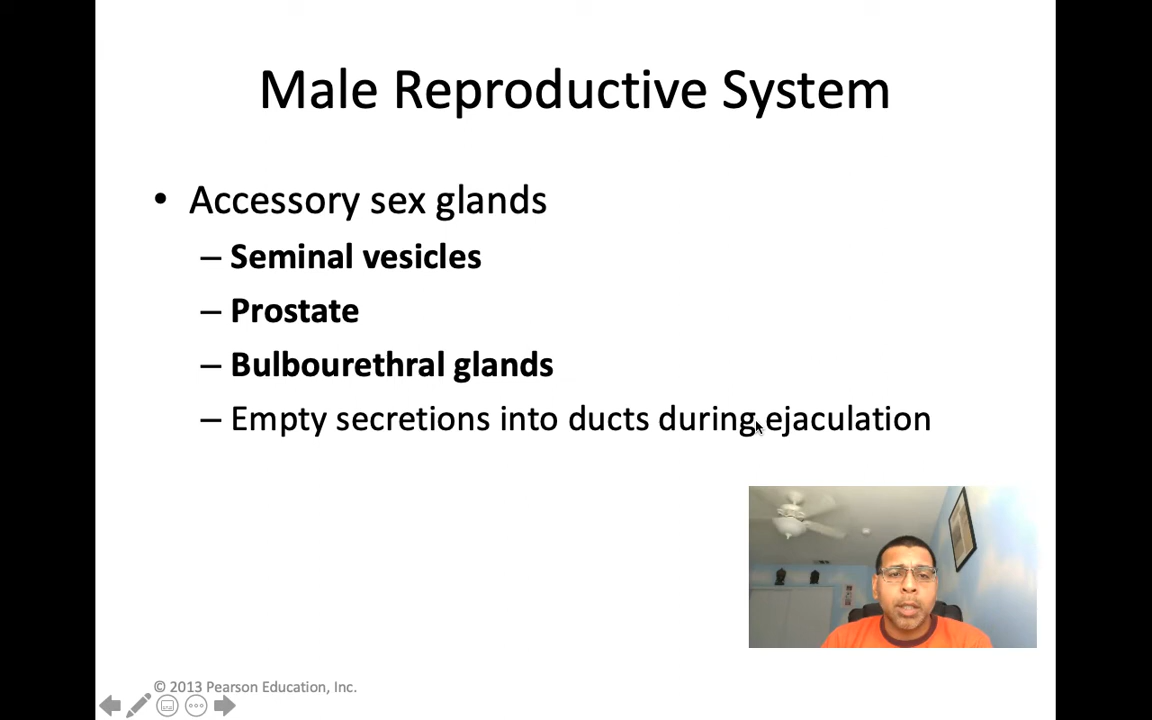 Male Reproductive System
• Accessory sex glands
– Seminal vesicles
– Prostate
– Bulbourethral glands
– Empty secretions into ducts during ejaculation
© 2013 Pearson Education, Inc.